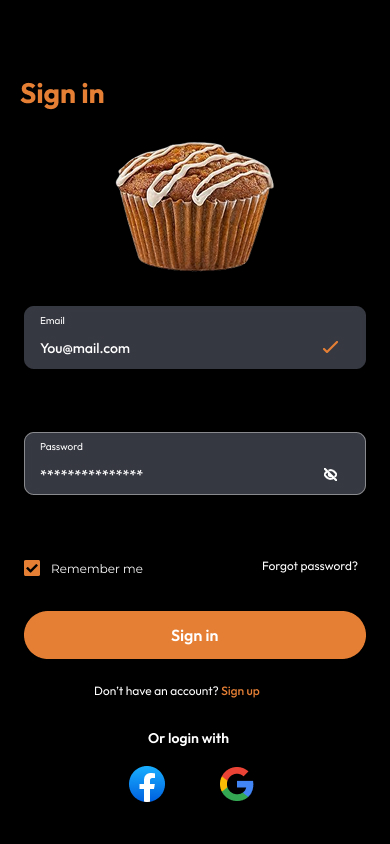 Sign in
Email
You@mail.com
Password
***************
Remember me
Forgot password?
Sign in
Don't have an account? Sign up
Or login with